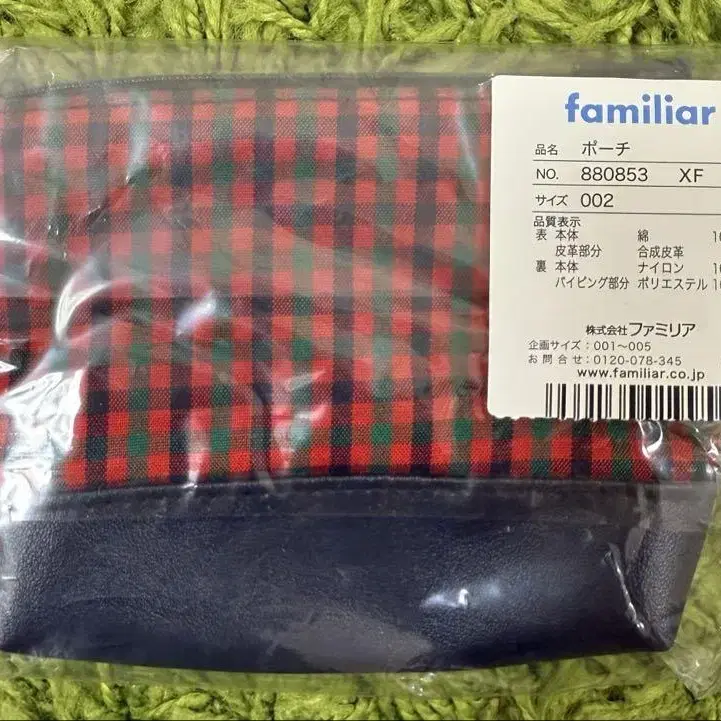 familiar
品名 ポーチ
NO. 880853 XF
サイズ 002
品質表示
表 本体 綿 10
皮革部分 合成皮革
裏 本体 ナイロン 10
パイピング部分 ポリエステル 10
株式会社ファミリア
企画サイズ：001〜005
お問合せ：0120-078-345
www.familiar.co.jp